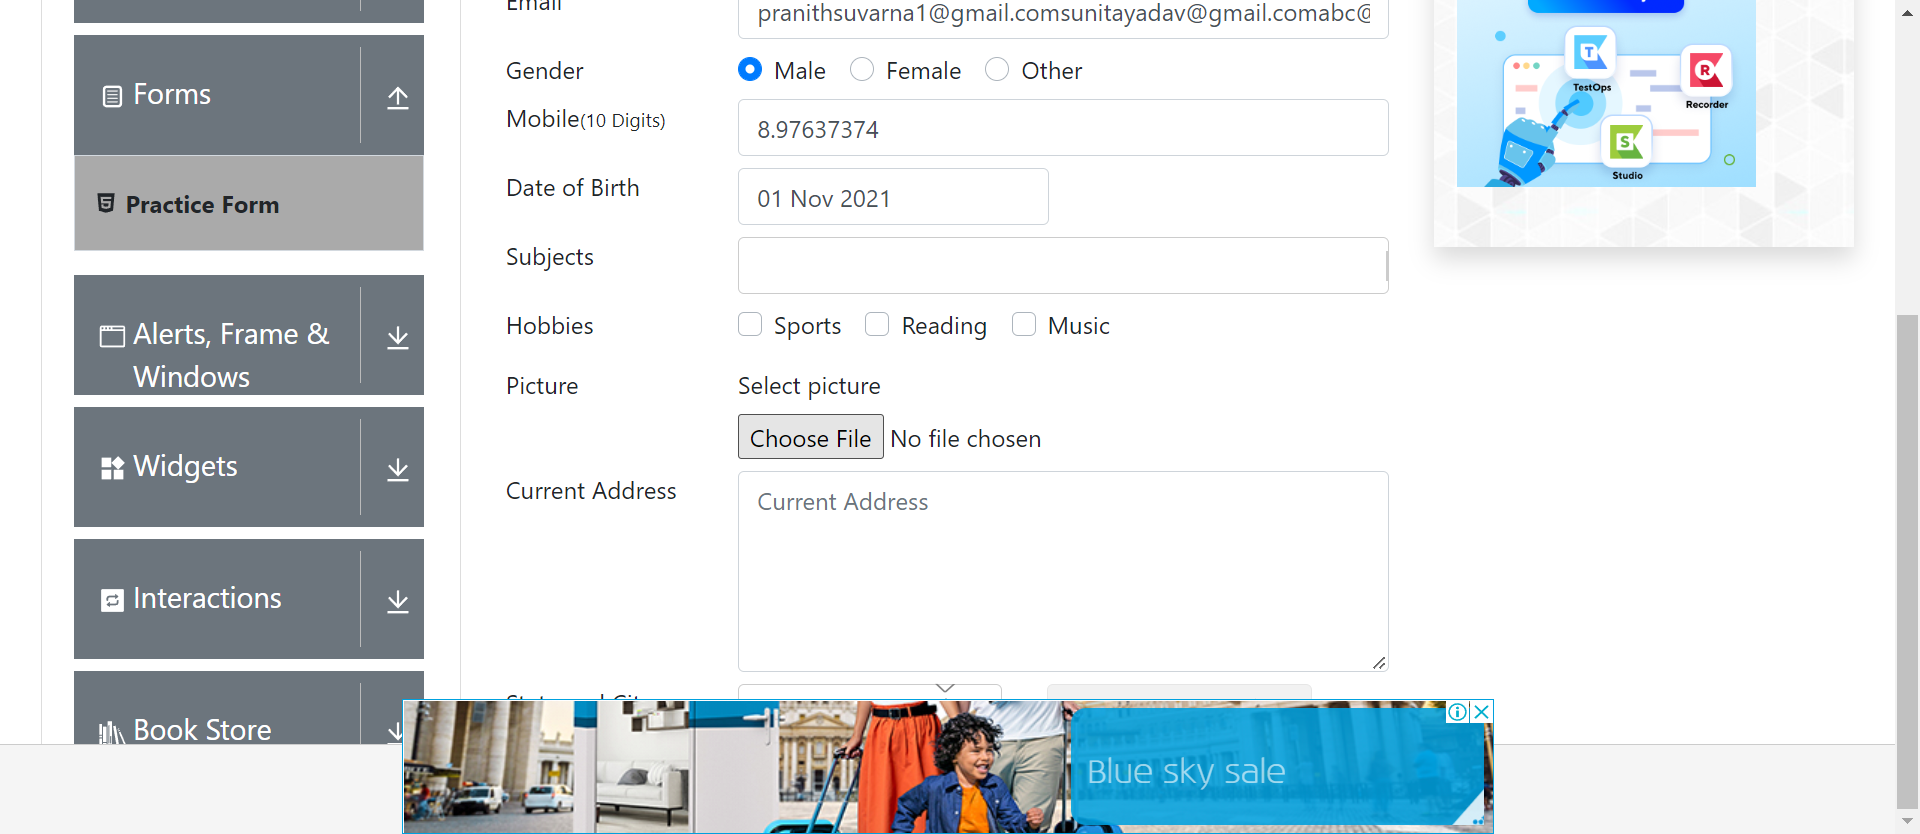 Email
pranithsuvarna1@gmail.comsunitayadav@gmail.comabc@
Forms
Gender
Male
Female
Other
Mobile(10 Digits)
8.97637374
Practice Form
Date of Birth
01 Nov 2021
Subjects
Alerts, Frame &
Windows
Hobbies
Sports
Reading
Music
Picture
Select picture
Choose File No file chosen
Widgets
Current Address
Current Address
Interactions
Book Store
TestOps
Recorder
Studio
Blue sky sale